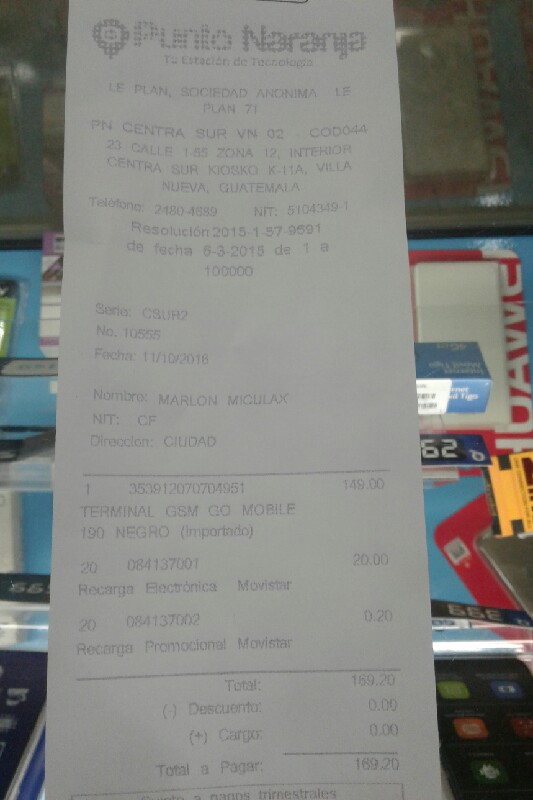 Punto Naranja
Tu Estación de Tecnología
LE PLAN, SOCIEDAD ANONIMA LE
PLAN 71
PN CENTRA SUR VN 02 - COD044
23 CALLE 1-55 ZONA 12, INTERIOR
CENTRA SUR KIOSKO K-11A, VILLA
NUEVA, GUATEMALA
Teléfono: 2480-4689 NIT: 5104349-1
Resolución 2015-1-57-9591
de fecha 6-3-2015 de 1 a
100000
Serie: CSUR2
No. 10555
Fecha: 11/10/2016
Nombre: MARLON MICULAX
NIT: CF
Direccion: CIUDAD
1 353912070704951 149.00
TERMINAL GSM GO MOBILE
190 NEGRO (Importado)
20 084137001 20.00
Recarga Electrónica Movistar
20 084137002 0.20
Recarga Promocional Movistar
Total: 169.20
(-) Descuento: 0.00
(+) Cargo: 0.00
Total a Pagar: 169.20
Sujeto a pagos trimestrales
HUAWEI